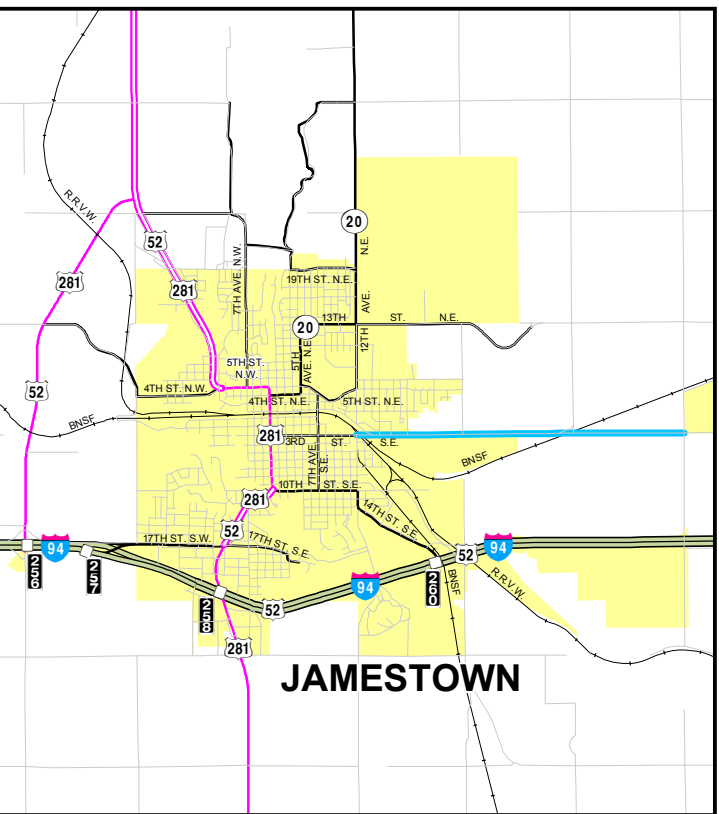 R.R.V.W.
20
52
N.E.
281
7TH AVE. N.W.
19TH ST. N.E.
281
AVE.
13TH ST. N.E.
20
12TH
5TH AVE. N.E.
5TH ST. N.W.
52
4TH ST. N.W.
4TH ST. N.E.
5TH ST. N.E.
BNSF
281
3RD ST. S.E.
7TH AVE. S.E.
BNSF
10TH ST. S.E.
281
14TH ST. S.E.
52
17TH ST. S.W.
17TH ST. S.E.
94
256
257
52
94
260
BNSF
R.R.V.W.
94
258
52
281
JAMESTOWN